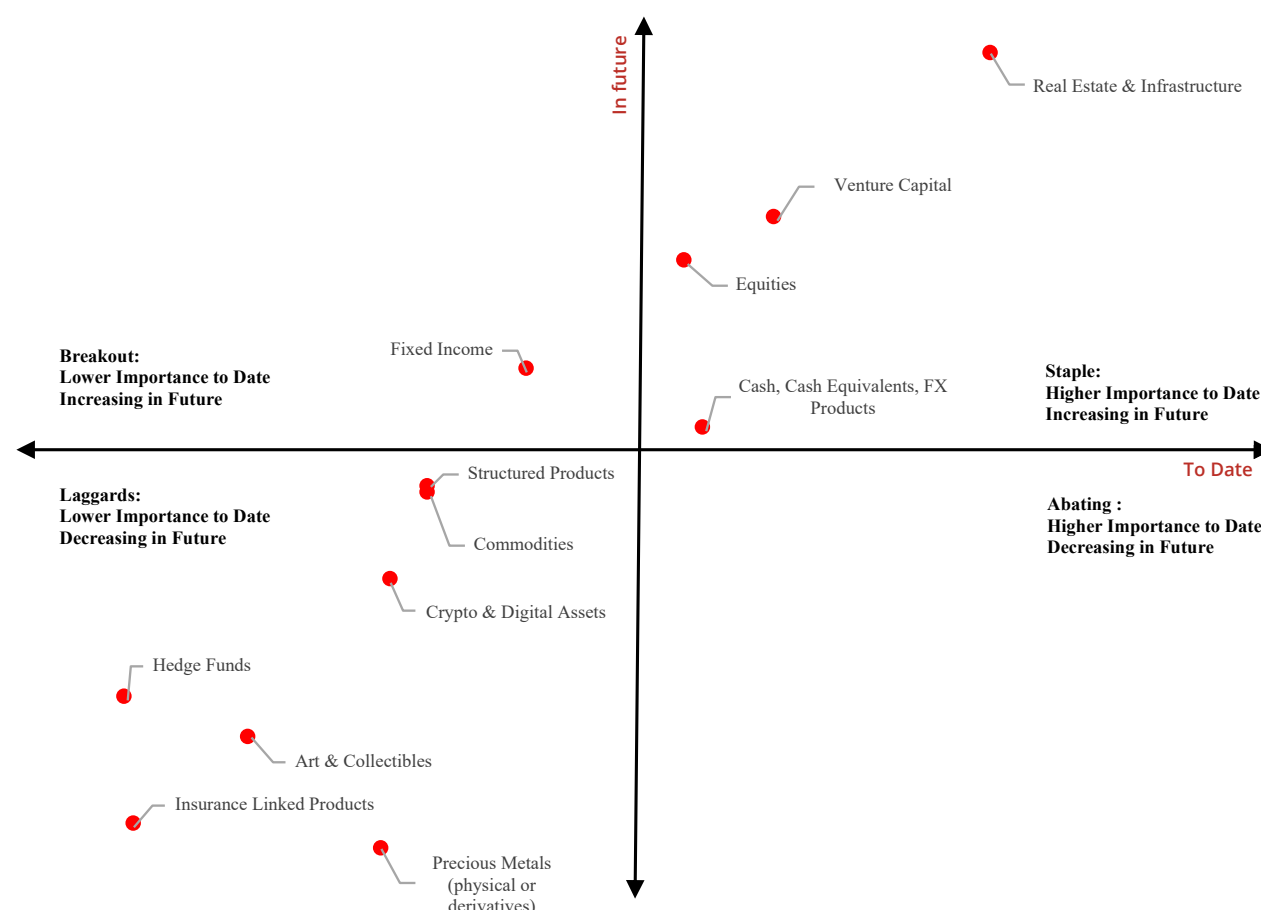 In future
Real Estate & Infrastructure
Venture Capital
Equities
Fixed Income
Breakout:
Lower Importance to Date
Increasing in Future
Cash, Cash Equivalents, FX
Products
Staple:
Higher Importance to Date
Increasing in Future
To Date
Structured Products
Laggards:
Lower Importance to Date
Decreasing in Future
Abating :
Higher Importance to Date
Decreasing in Future
Commodities
Crypto & Digital Assets
Hedge Funds
Art & Collectibles
Insurance Linked Products
Precious Metals
(physical or
derivatives)